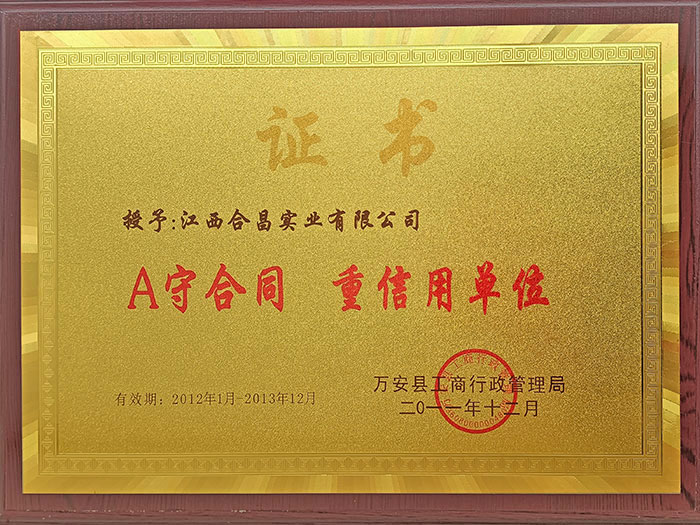 证书
授予:江西合昌实业有限公司
A守合同 重信用单位
万安县工商行政管理局
有效期：2012年1月-2013年12月
二0一一年十二月